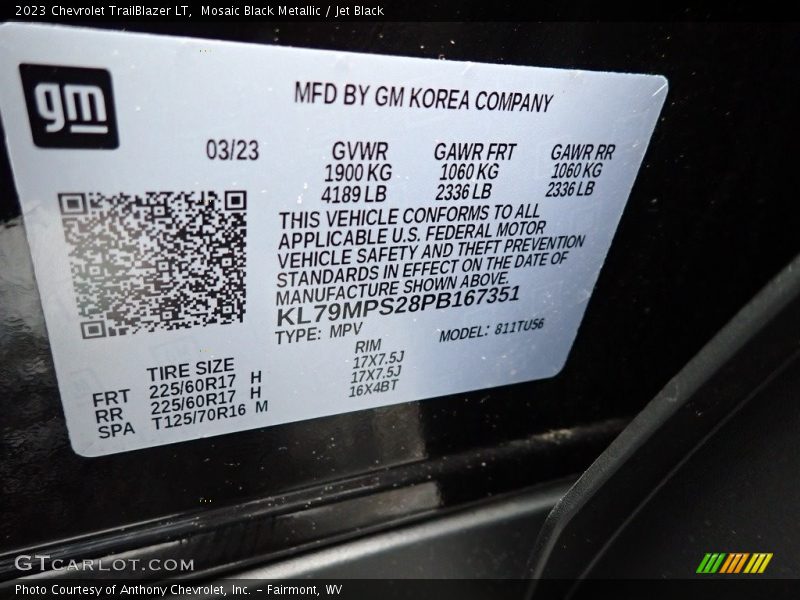 2023 Chevrolet TrailBlazer LT, Mosaic Black Metallic / Jet Black
gm
MFD BY GM KOREA COMPANY
03/23
GVWR GAWR FRT GAWR RR
1900 KG 1060 KG 1060 KG
4189 LB 2336 LB 2336 LB
THIS VEHICLE CONFORMS TO ALL
APPLICABLE U.S. FEDERAL MOTOR
VEHICLE SAFETY AND THEFT PREVENTION
STANDARDS IN EFFECT ON THE DATE OF
MANUFACTURE SHOWN ABOVE.
KL79MPS28PB167351
TYPE: MPV MODEL: 811TU56
TIRE SIZE RIM
FRT 225/60R17 H 17X7.5J
RR 225/60R17 H 17X7.5J
SPA T125/70R16 M 16X4BT
GTCARLOT.COM
Photo Courtesy of Anthony Chevrolet, Inc. – Fairmont, WV